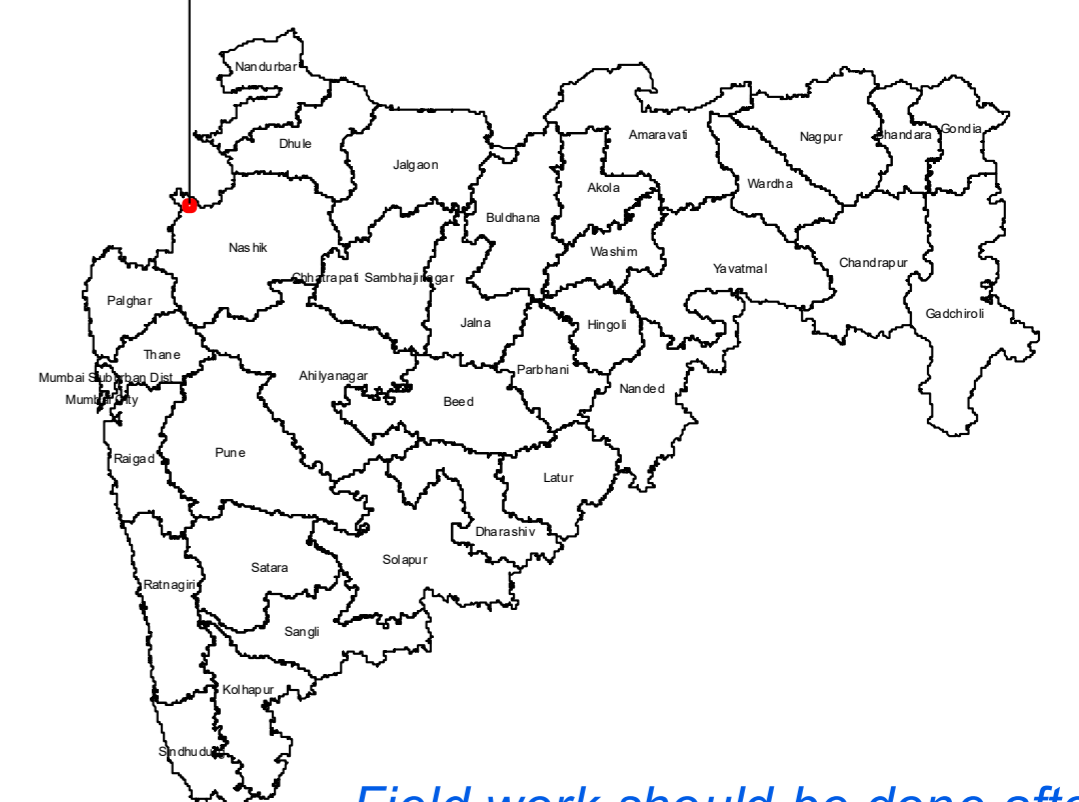 Nandurbar
Dhule
Jalgaon
Amaravati
Nagpur
Bhandara
Gondia
Akola
Wardha
Buldhana
Nashik
Washim
Chhatrapati Sambhajinagar
Yavatmal
Chandrapur
Palghar
Gadchiroli
Jalna
Hingoli
Thane
Parbhani
Mumbai Suburban Dist
Ahilyanagar
Nanded
Mumbai City
Beed
Pune
Raigad
Latur
Dharashiv
Solapur
Satara
Ratnagiri
Sangli
Kolhapur
Sindhudurg
Field work should be done afte